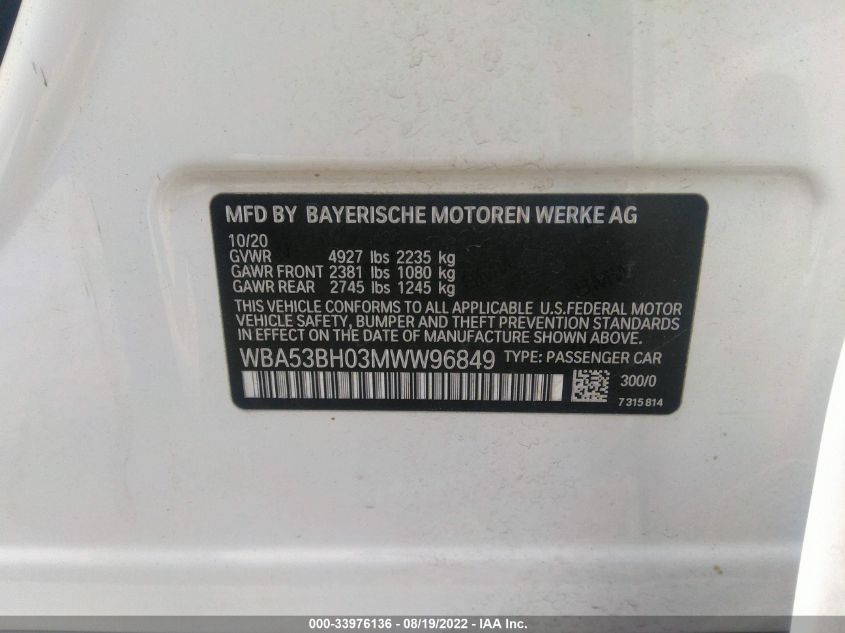 MFD BY BAYERISCHE MOTOREN WERKE AG
10/20
GVWR 4927 lbs 2235 kg
GAWR FRONT 2381 lbs 1080 kg
GAWR REAR 2745 lbs 1245 kg
THIS VEHICLE CONFORMS TO ALL APPLICABLE U.S.FEDERAL MOTOR
VEHICLE SAFETY, BUMPER AND THEFT PREVENTION STANDARDS
IN EFFECT ON THE DATE OF MANUFACTURE SHOWN ABOVE.
WBA53BH03MWW96849 TYPE: PASSENGER CAR
300/0
7315814
000-33976136 - 08/19/2022 - IAA Inc.